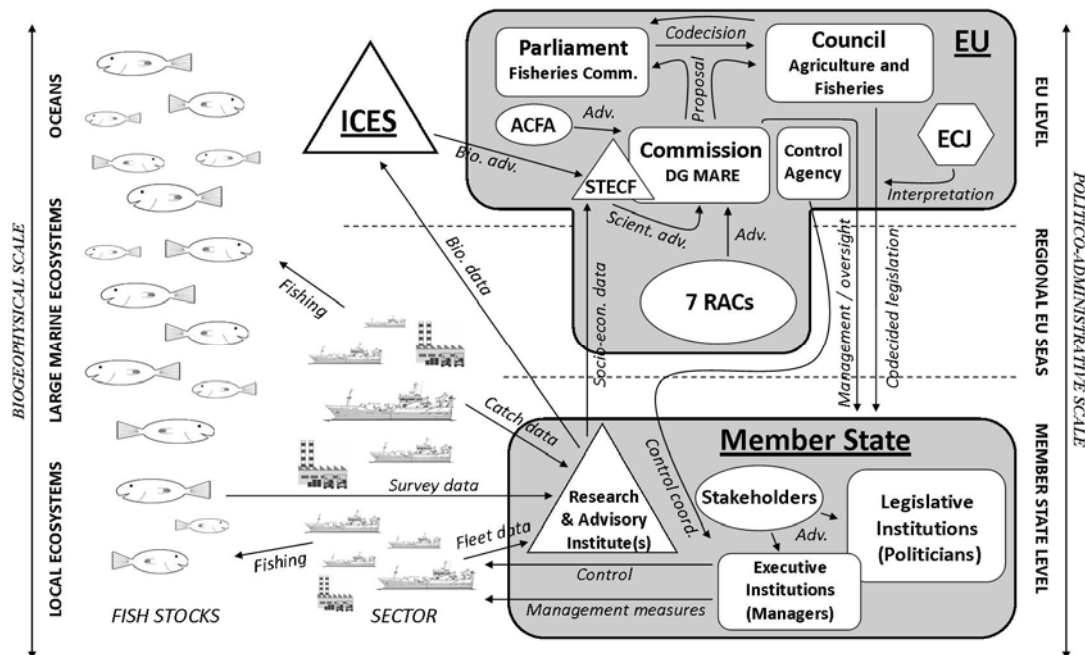 BIOGEOPHYSICAL SCALE
OCEANS
LARGE MARINE ECOSYSTEMS
LOCAL ECOSYSTEMS
FISH STOCKS
SECTOR
Fishing
Fishing
ICES
Bio. adv.
Bio. data
Socio-econ. data
Catch data
Survey data
Fleet data
EU
Parliament
Fisheries Comm.
Codecision
Council
Agriculture and
Fisheries
Proposal
ACFA
Adv.
STECF
Commission
DG MARE
Control
Agency
ECJ
Interpretation
Scient. adv.
Adv.
7 RACs
Management / oversight
Codecided legislation
Control coord.
Member State
Research
& Advisory
Institute(s)
Stakeholders
Adv.
Legislative
Institutions
(Politicians)
Executive
Institutions
(Managers)
Control
Management measures
EU LEVEL
REGIONAL EU SEAS
MEMBER STATE LEVEL
POLITICO-ADMINISTRATIVE SCALE